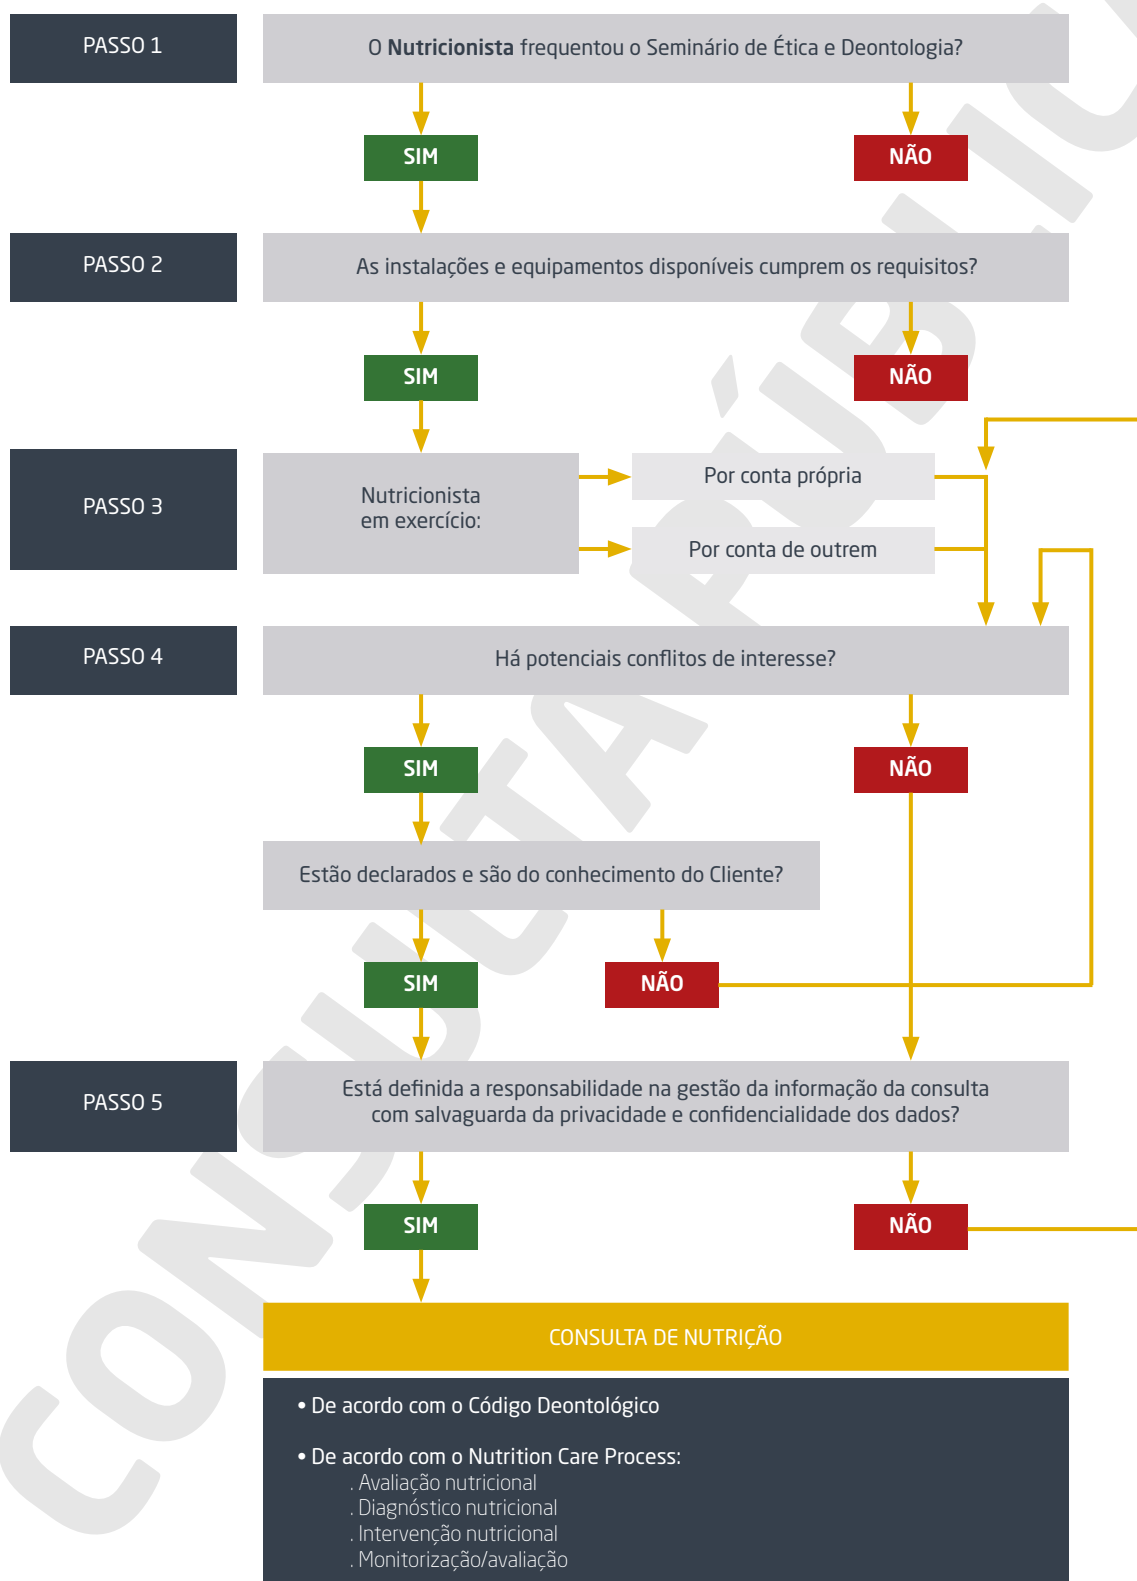 PASSO 1
O Nutricionista frequentou o Seminário de Ética e Deontologia?
SIM
NÃO
PASSO 2
As instalações e equipamentos disponíveis cumprem os requisitos?
SIM
NÃO
PASSO 3
Nutricionista
em exercício:
Por conta própria
Por conta de outrem
PASSO 4
Há potenciais conflitos de interesse?
SIM
NÃO
Estão declarados e são do conhecimento do Cliente?
SIM
NÃO
PASSO 5
Está definida a responsabilidade na gestão da informação da consulta
com salvaguarda da privacidade e confidencialidade dos dados?
SIM
NÃO
CONSULTA DE NUTRIÇÃO
• De acordo com o Código Deontológico
• De acordo com o Nutrition Care Process:
. Avaliação nutricional
. Diagnóstico nutricional
. Intervenção nutricional
. Monitorização/avaliação
CONSULTA PÚBLICA